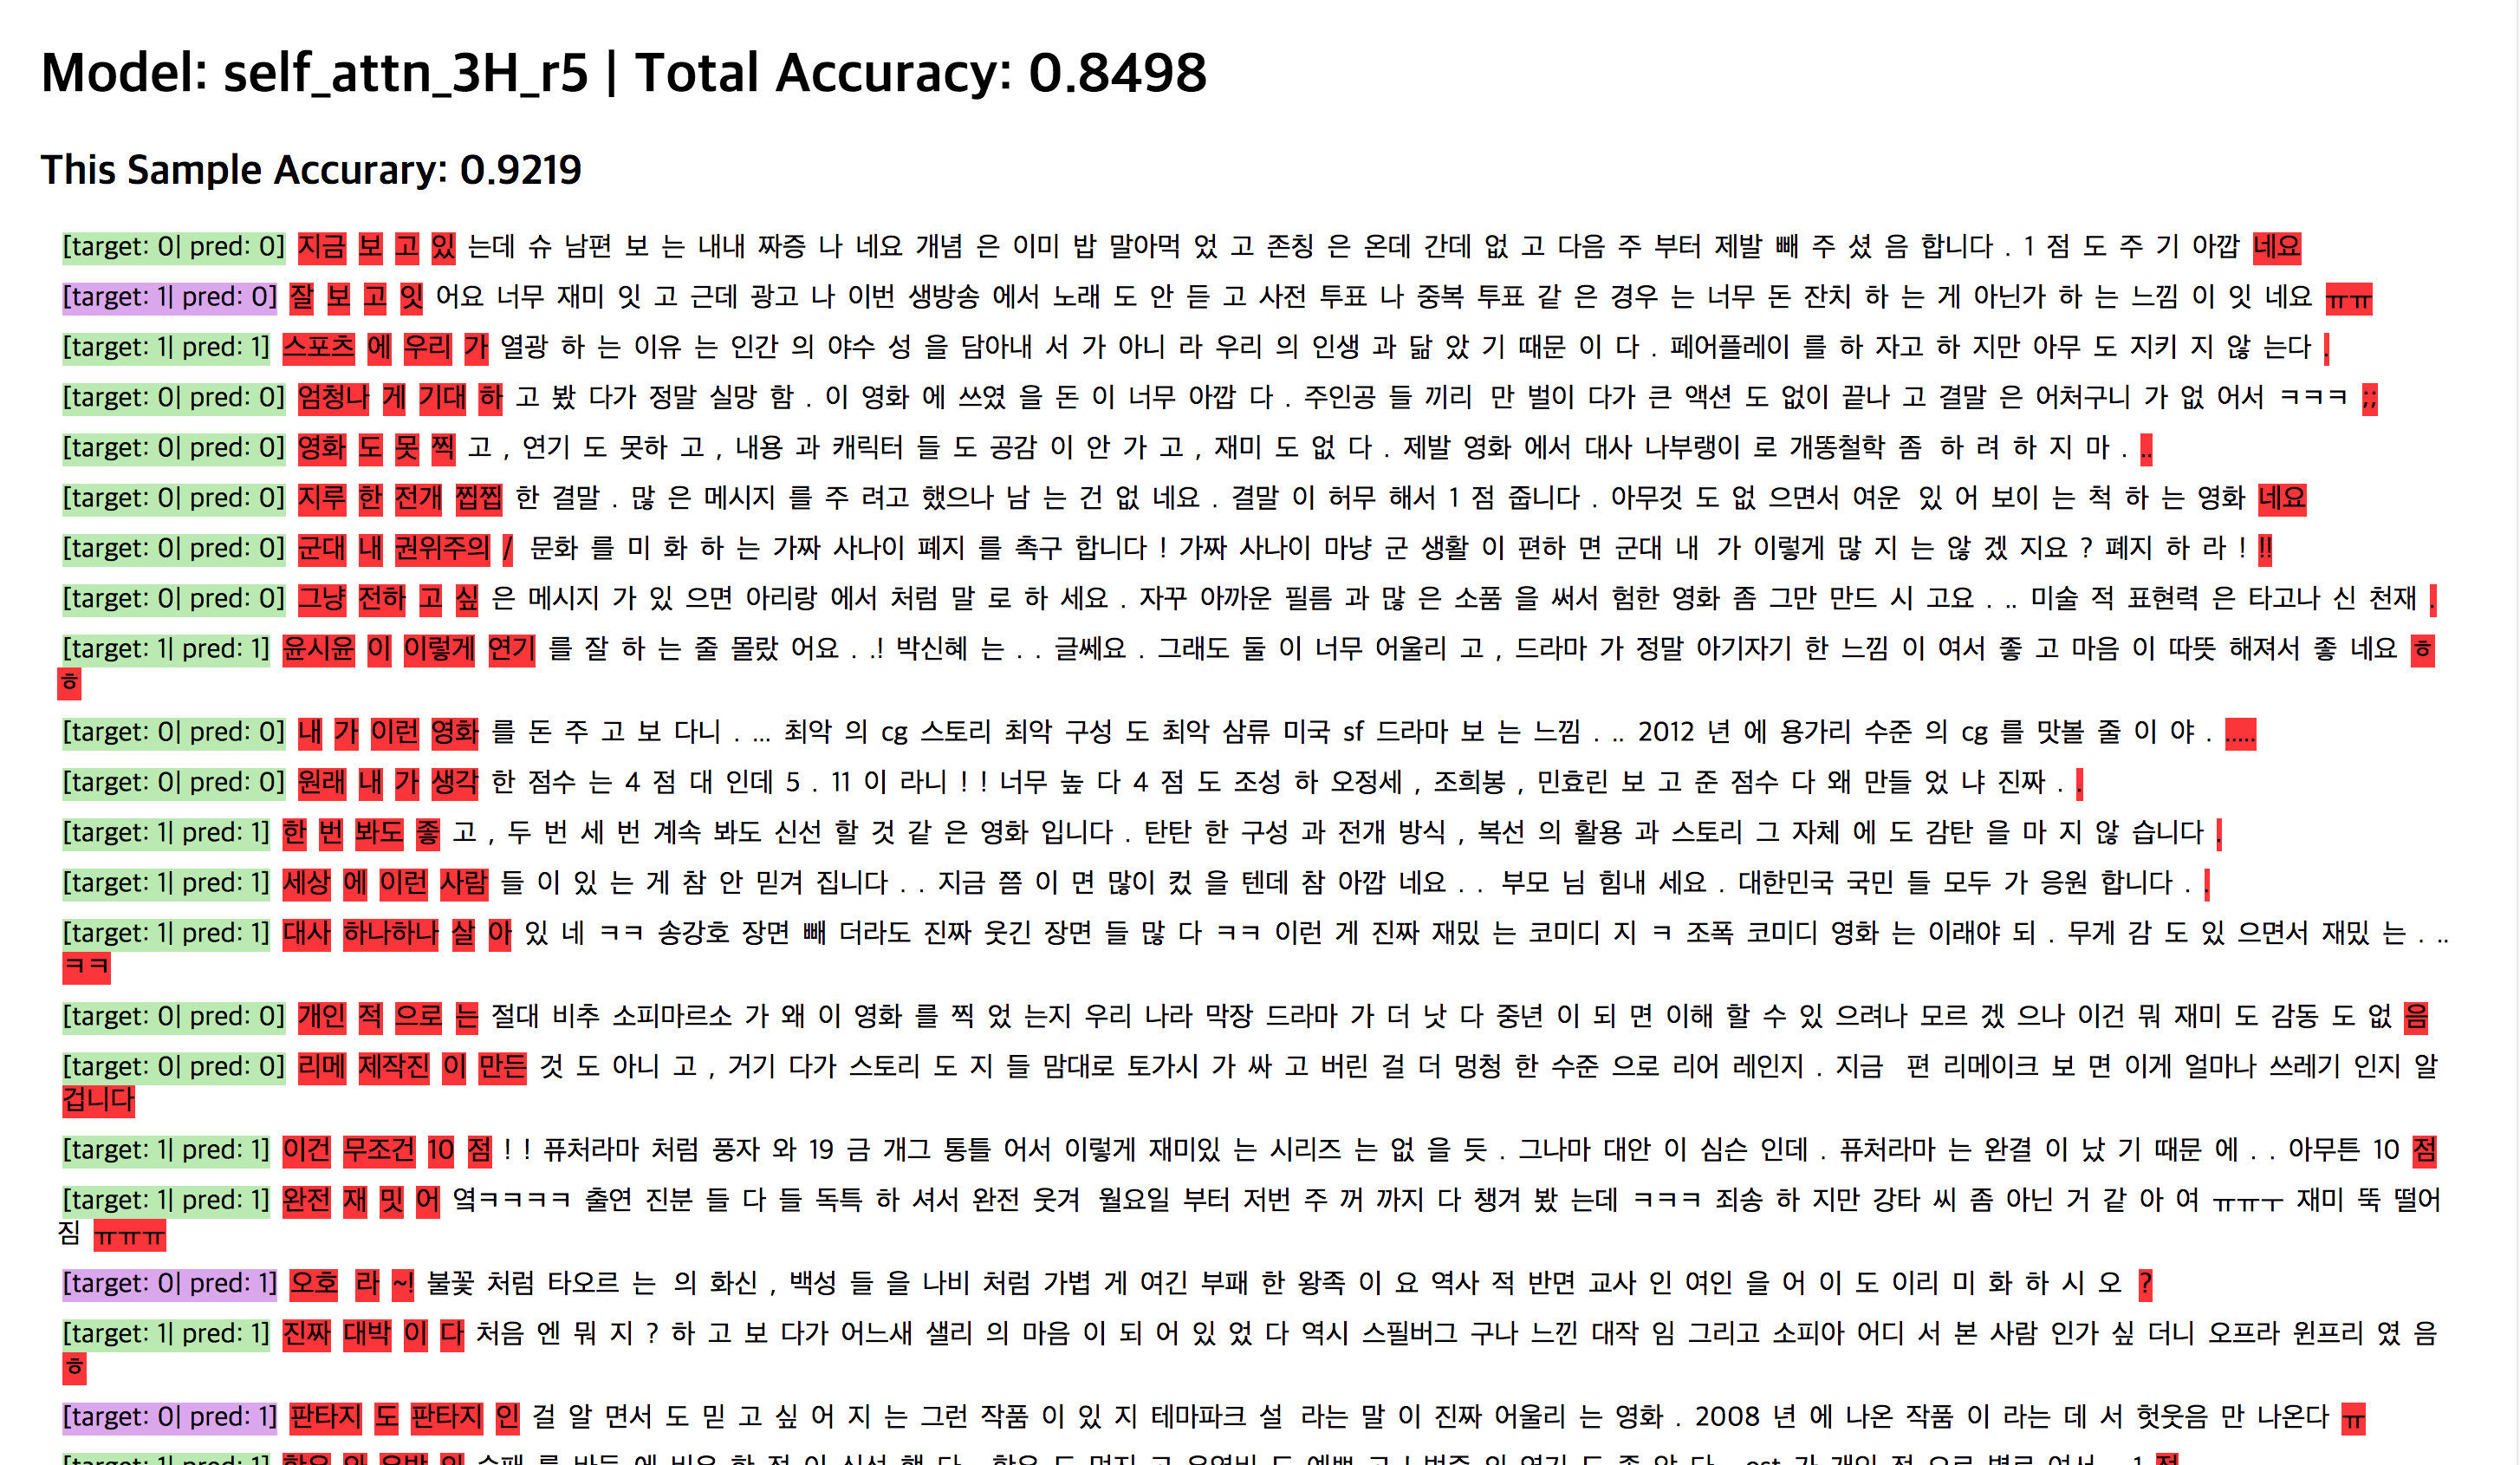 Model: self_attn_3H_r5 | Total Accuracy: 0.8498
This Sample Accurary: 0.9219
[target: 0| pred: 0] 지금 보 고 있 는데 슈 남편 보 는 내내 짜증 나 네요 개념 은 이미 밥 말아먹 었 고 존칭 은 온데 간데 없 고 다음 주 부터 제발 빼 주 셨 음 합니다 . 1 점 도 주 기 아깝 네요
[target: 1| pred: 0] 잘 보 고 잇 어요 너무 재미 잇 고 근데 광고 나 이번 생방송 에서 노래 도 안 듣 고 사전 투표 나 중복 투표 같 은 경우 는 너무 돈 잔치 하 는 게 아닌가 하 는 느낌 이 잇 네요 ㅠㅠ
[target: 1| pred: 1] 스포츠 에 우리 가 열광 하 는 이유 는 인간 의 야수 성 을 담아내 서 가 아니 라 우리 의 인생 과 닮 았 기 때문 이 다 . 페어플레이 를 하 자고 하 지만 아무 도 지키 지 않 는다 .
[target: 0| pred: 0] 엄청나 게 기대 하 고 봤 다가 정말 실망 함 . 이 영화 에 쓰였 을 돈 이 너무 아깝 다 . 주인공 들 끼리 만 벌이 다가 큰 액션 도 없이 끝나 고 결말 은 어처구니 가 없 어서 ㅋㅋㅋ ;;
[target: 0| pred: 0] 영화 도 못 찍 고 , 연기 도 못하 고 , 내용 과 캐릭터 들 도 공감 이 안 가 고 , 재미 도 없 다 . 제발 영화 에서 대사 나부랭이 로 개똥철학 좀 하 려 하 지 마 . ..
[target: 0| pred: 0] 지루 한 전개 찝찝 한 결말 . 많 은 메시지 를 주 려고 했으나 남 는 건 없 네요 . 결말 이 허무 해서 1 점 줍니다 . 아무것 도 없 으면서 여운 있 어 보이 는 척 하 는 영화 네요
[target: 0| pred: 0] 군대 내 권위주의 / 문화 를 미 화 하 는 가짜 사나이 폐지 를 촉구 합니다 ! 가짜 사나이 마냥 군 생활 이 편하 면 군대 내 가 이렇게 많 지 는 않 겠 지요 ? 폐지 하 라 ! !!
[target: 0| pred: 0] 그냥 전하 고 싶 은 메시지 가 있 으면 아리랑 에서 처럼 말 로 하 세요 . 자꾸 아까운 필름 과 많 은 소품 을 써서 험한 영화 좀 그만 만드 시 고요 . .. 미술 적 표현력 은 타고나 신 천재 .
[target: 1| pred: 1] 윤시윤 이 이렇게 연기 를 잘 하 는 줄 몰랐 어요 . .! 박신혜 는 . . 글쎄요 . 그래도 둘 이 너무 어울리 고 , 드라마 가 정말 아기자기 한 느낌 이 여서 좋 고 마음 이 따뜻 해져서 좋 네요 ㅎ
ㅎ
[target: 0| pred: 0] 내 가 이런 영화 를 돈 주 고 보 다니 . ... 최악 의 cg 스토리 최악 구성 도 최악 삼류 미국 sf 드라마 보 는 느낌 . .. 2012 년 에 용가리 수준 의 cg 를 맛볼 줄 이 야 . .....
[target: 0| pred: 0] 원래 내 가 생각 한 점수 는 4 점 대 인데 5 . 11 이 라니 ! ! 너무 높 다 4 점 도 조성 하 오정세 , 조희봉 , 민효린 보 고 준 점수 다 왜 만들 었 냐 진짜 . .
[target: 1| pred: 1] 한 번 봐도 좋 고 , 두 번 세 번 계속 봐도 신선 할 것 같 은 영화 입니다 . 탄탄 한 구성 과 전개 방식 , 복선 의 활용 과 스토리 그 자체 에 도 감탄 을 마 지 않 습니다 .
[target: 1| pred: 1] 세상 에 이런 사람 들 이 있 는 게 참 안 믿겨 집니다 . . 지금 쯤 이 면 많이 컸 을 텐데 참 아깝 네요 . . 부모 님 힘내 세요 . 대한민국 국민 들 모두 가 응원 합니다 . .
[target: 1| pred: 1] 대사 하나하나 살 아 있 네 ㅋㅋ 송강호 장면 빼 더라도 진짜 웃긴 장면 들 많 다 ㅋㅋ 이런 게 진짜 재밌 는 코미디 지 ㅋ 조폭 코미디 영화 는 이래야 되 . 무게 감 도 있 으면서 재밌 는 . ..
ㅋㅋ
[target: 0| pred: 0] 개인 적 으로 는 절대 비추 소피마르소 가 왜 이 영화 를 찍 었 는지 우리 나라 막장 드라마 가 더 낫 다 중년 이 되 면 이해 할 수 있 으려나 모르 겠 으나 이건 뭐 재미 도 감동 도 없 음
[target: 0| pred: 0] 리메 제작진 이 만든 것 도 아니 고 , 거기 다가 스토리 도 지 들 맘대로 토가시 가 싸 고 버린 걸 더 멍청 한 수준 으로 리어 레인지 . 지금 편 리메이크 보 면 이게 얼마나 쓰레기 인지 알
겁니다
[target: 1| pred: 1] 이건 무조건 10 점 ! ! 퓨처라마 처럼 풍자 와 19 금 개그 통틀 어서 이렇게 재미있 는 시리즈 는 없 을 듯 . 그나마 대안 이 심슨 인데 . 퓨처라마 는 완결 이 났 기 때문 에 . . 아무튼 10 점
[target: 1| pred: 1] 완전 재 밋 어 옄ㅋㅋㅋㅋ 출연 진분 들 다 들 독특 하 셔서 완전 웃겨 월요일 부터 저번 주 꺼 까지 다 챙겨 봤 는데 ㅋㅋㅋ 죄송 하 지만 강타 씨 좀 아닌 거 같 아 여 ㅠㅠㅜ 재미 뚝 떨어
짐 ㅠㅠㅠ
[target: 0| pred: 1] 오호 라 ~! 불꽃 처럼 타오르 는 의 화신 , 백성 들 을 나비 처럼 가볍 게 여긴 부패 한 왕족 이 요 역사 적 반면 교사 인 여인 을 어 이 도 이리 미 화 하 시 오 ?
[target: 1| pred: 1] 진짜 대박 이 다 처음 엔 뭐 지 ? 하 고 보 다가 어느새 샐리 의 마음 이 되 어 있 었 다 역시 스필버그 구나 느낀 대작 임 그리고 소피아 어디 서 본 사람 인가 싶 더니 오프라 윈프리 였 음
ㅎ
[target: 0| pred: 1] 판타지 도 판타지 인 걸 알 면서 도 믿 고 싶 어 지 는 그런 작품 이 있 지 테마파크 설 라는 말 이 진짜 어울리 는 영화 . 2008 년 에 나온 작품 이 라는 데 서 헛웃음 만 나온다 ㅠ